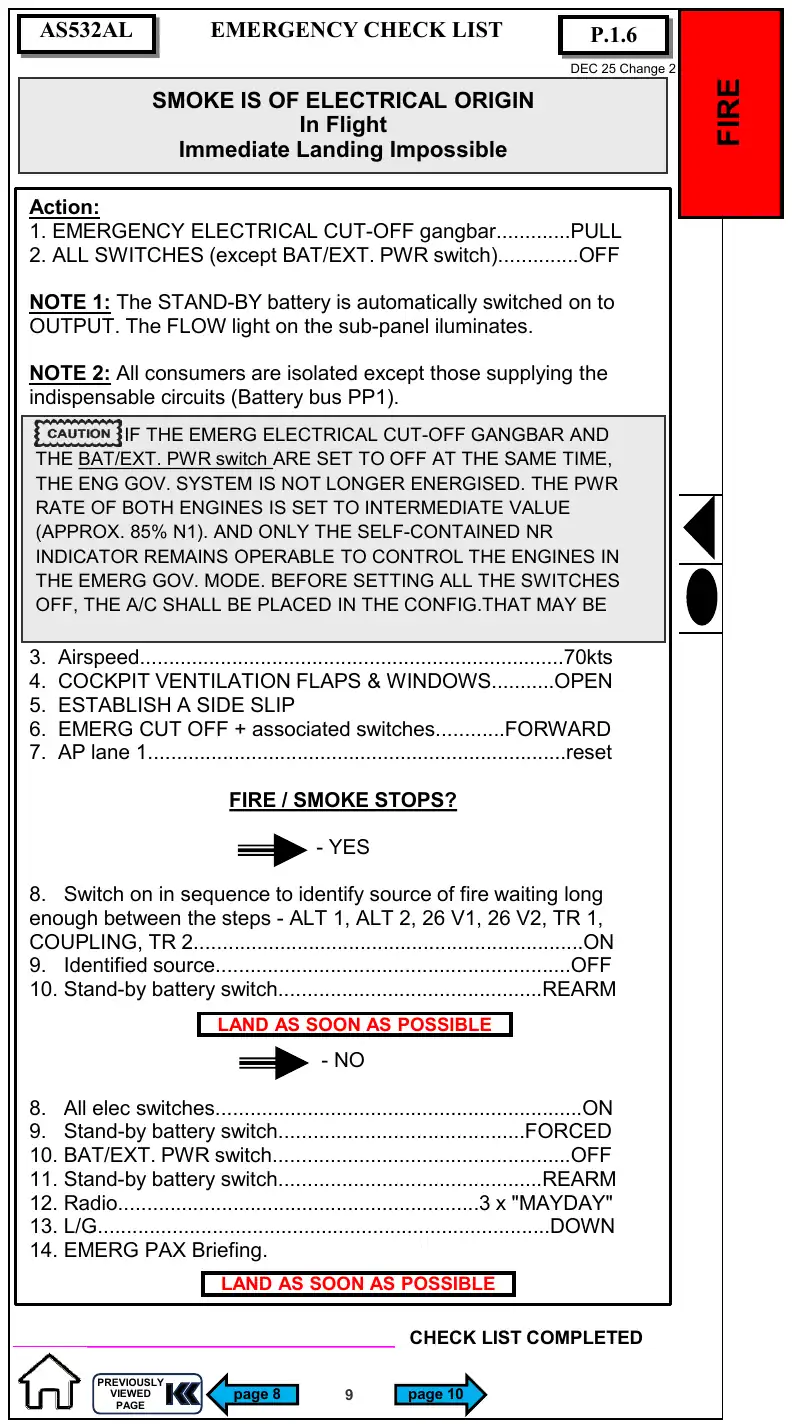 AS532AL
EMERGENCY CHECK LIST
P.1.6
DEC 25 Change 2
FIRE
SMOKE IS OF ELECTRICAL ORIGIN
In Flight
Immediate Landing Impossible
Action:
1. EMERGENCY ELECTRICAL CUT-OFF gangbar.............PULL
2. ALL SWITCHES (except BAT/EXT. PWR switch)..............OFF
NOTE 1: The STAND-BY battery is automatically switched on to
OUTPUT. The FLOW light on the sub-panel iluminates.
NOTE 2: All consumers are isolated except those supplying the
indispensable circuits (Battery bus PP1).
CAUTION IF THE EMERG ELECTRICAL CUT-OFF GANGBAR AND
THE BAT/EXT. PWR switch ARE SET TO OFF AT THE SAME TIME,
THE ENG GOV. SYSTEM IS NOT LONGER ENERGISED. THE PWR
RATE OF BOTH ENGINES IS SET TO INTERMEDIATE VALUE
(APPROX. 85% N1). AND ONLY THE SELF-CONTAINED NR
INDICATOR REMAINS OPERABLE TO CONTROL THE ENGINES IN
THE EMERG GOV. MODE. BEFORE SETTING ALL THE SWITCHES
OFF, THE A/C SHALL BE PLACED IN THE CONFIG.THAT MAY BE
3. Airspeed..........................................................................70kts
4. COCKPIT VENTILATION FLAPS & WINDOWS...........OPEN
5. ESTABLISH A SIDE SLIP
6. EMERG CUT OFF + associated switches............FORWARD
7. AP lane 1.........................................................................reset
FIRE / SMOKE STOPS?
- YES
8. Switch on in sequence to identify source of fire waiting long
enough between the steps - ALT 1, ALT 2, 26 V1, 26 V2, TR 1,
COUPLING, TR 2....................................................................ON
9. Identified source..............................................................OFF
10. Stand-by battery switch..............................................REARM
LAND AS SOON AS POSSIBLE
- NO
8. All elec switches................................................................ON
9. Stand-by battery switch...........................................FORCED
10. BAT/EXT. PWR switch....................................................OFF
11. Stand-by battery switch..............................................REARM
12. Radio...............................................................3 x "MAYDAY"
13. L/G...............................................................................DOWN
14. EMERG PAX Briefing.
LAND AS SOON AS POSSIBLE
CHECK LIST COMPLETED
PREVIOUSLY
VIEWED
PAGE
page 8
9
page 10